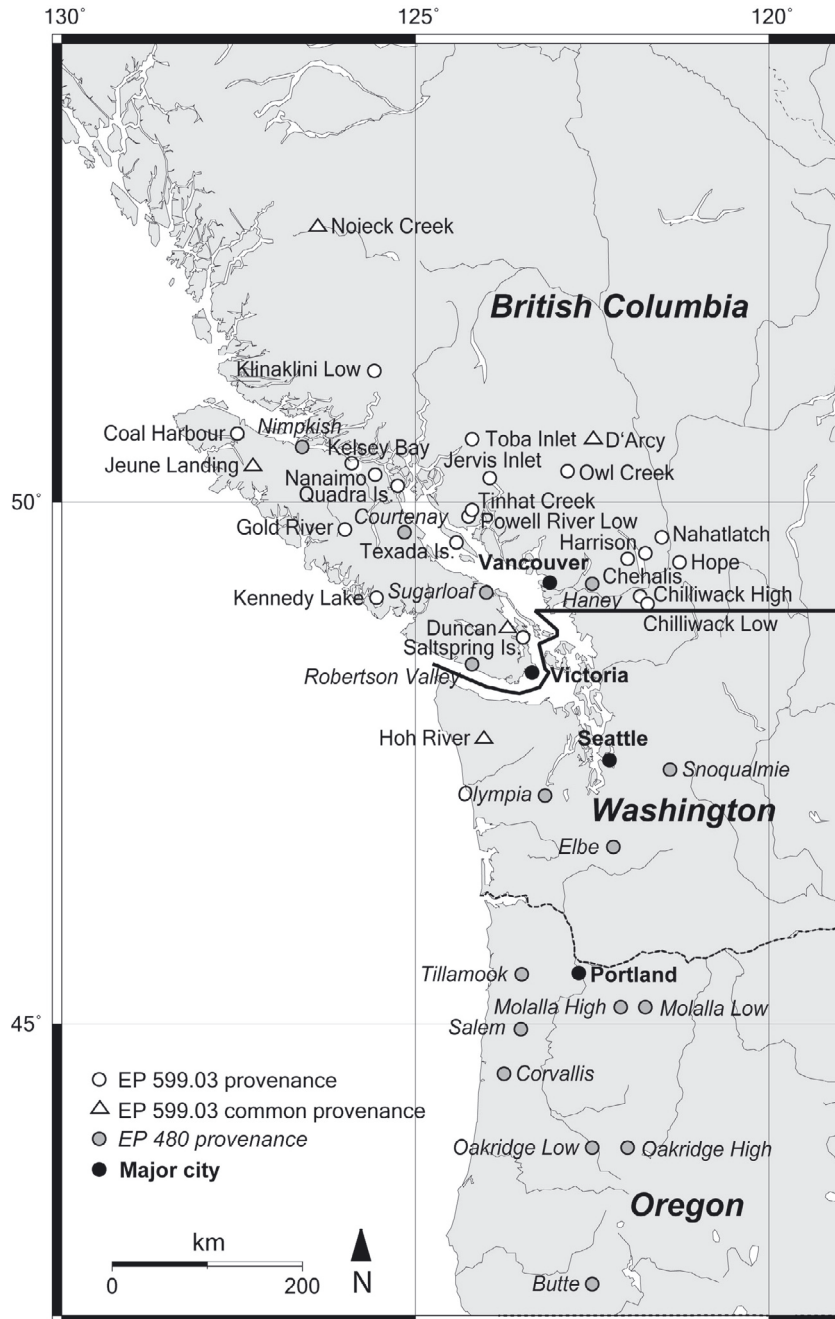 130°
125°
120°
Noieck Creek
British Columbia
Klinaklini Low
Nimpkish
Coal Harbour
Kelsey Bay
Toba Inlet
D'Arcy
Jeune Landing
Jervis Inlet
Owl Creek
Nanaimo
Quadra Is.
50°
Tinhat Creek
Courtenay
Powell River Low
Gold River
Nahatlatch
Harrison
Texada Is.
Vancouver
Hope
Chehalis
Sugarloaf
Kennedy Lake
Haney
Chilliwack High
Chilliwack Low
Duncan
Saltspring Is.
Robertson Valley
Victoria
Hoh River
Seattle
Snoqualmie
Olympia
Washington
Elbe
Tillamook
Portland
Molalla High
Molalla Low
45°
Salem
Corvallis
EP 599.03 provenance
EP 599.03 common provenance
EP 480 provenance
Major city
Oakridge Low
Oakridge High
Oregon
km
0
200
N
Butte